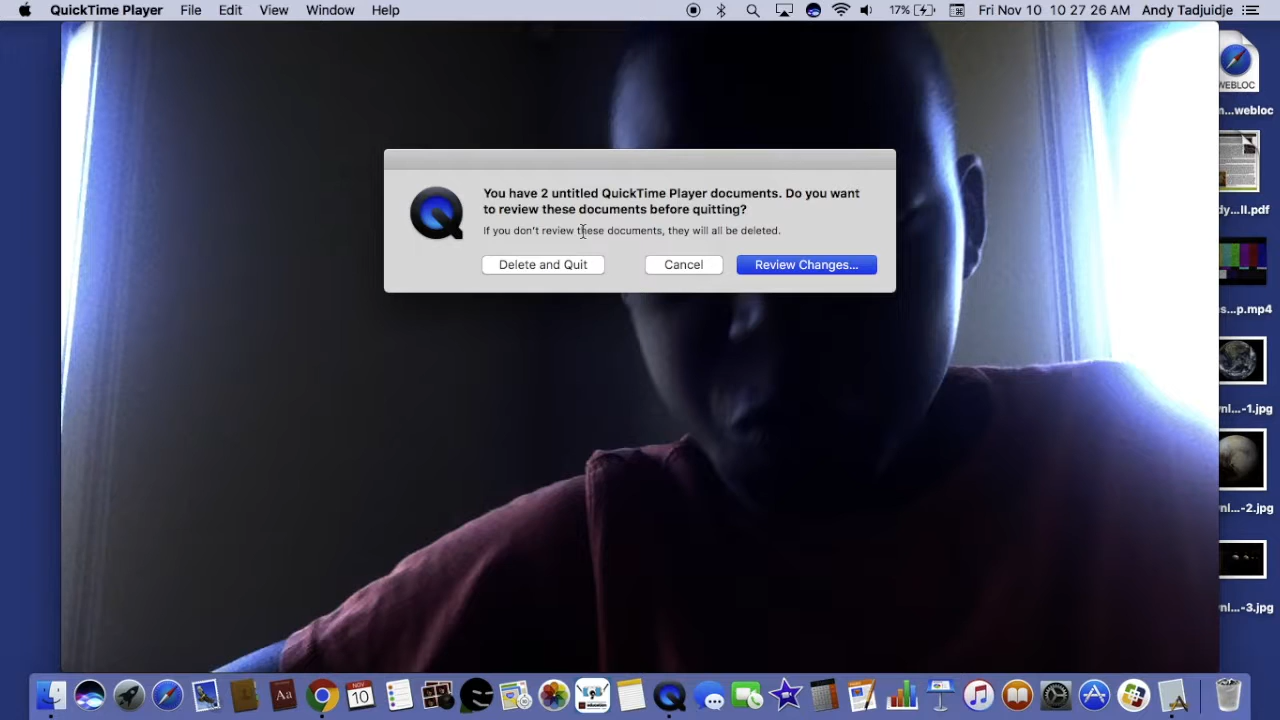 QuickTime Player File Edit View Window Help 17% Fri Nov 10 10 27 26 AM Andy Tadjuidje
WEBLOC
m...webloc
You have 2 untitled QuickTime Player documents. Do you want
to review these documents before quitting?
If you don't review these documents, they will all be deleted.
Delete and Quit Cancel Review Changes...
dy...ll.pdf
s...p.mp4
nl...-1.jpg
nl...-2.jpg
nl...-3.jpg
NOV
10
Aa